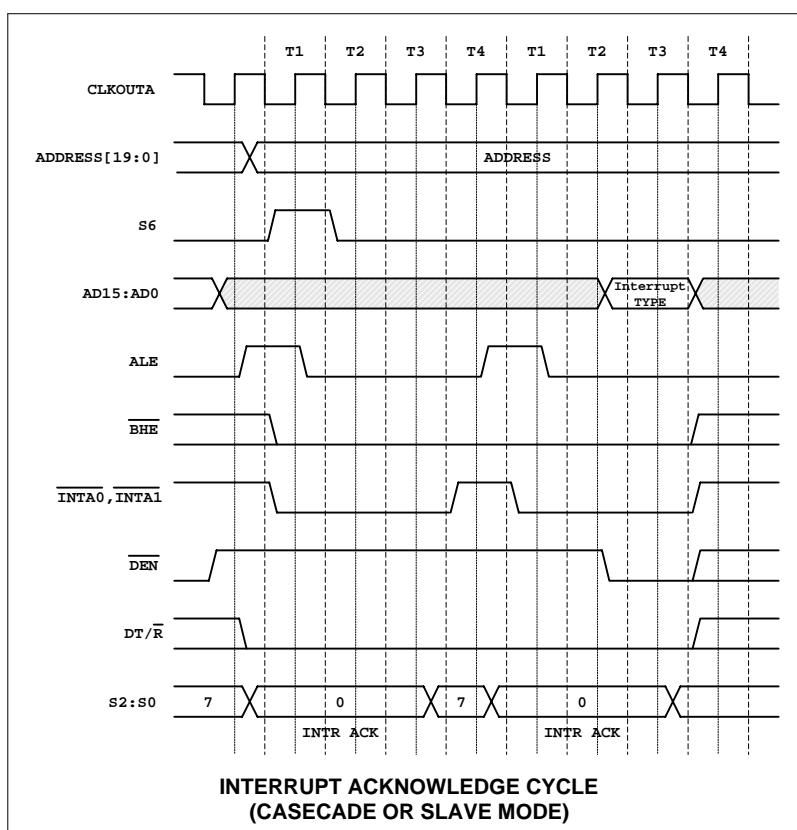 T1 T2 T3 T4 T1 T2 T3 T4
CLKOUTA
ADDRESS[19:0]
ADDRESS
S6
AD15:AD0
Interrupt
TYPE
ALE
BHE
INTA0,INTA1
DEN
DT/R
S2:S0
7 0 7 0
INTR ACK INTR ACK
INTERRUPT ACKNOWLEDGE CYCLE
(CASECADE OR SLAVE MODE)